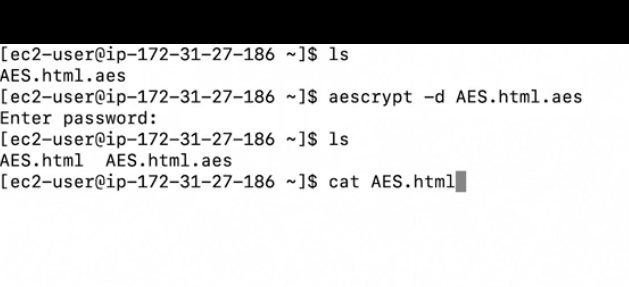 [ec2-user@ip-172-31-27-186 ~]$ ls
AES.html.aes
[ec2-user@ip-172-31-27-186 ~]$ aescrypt -d AES.html.aes
Enter password:
[ec2-user@ip-172-31-27-186 ~]$ ls
AES.html  AES.html.aes
[ec2-user@ip-172-31-27-186 ~]$ cat AES.html